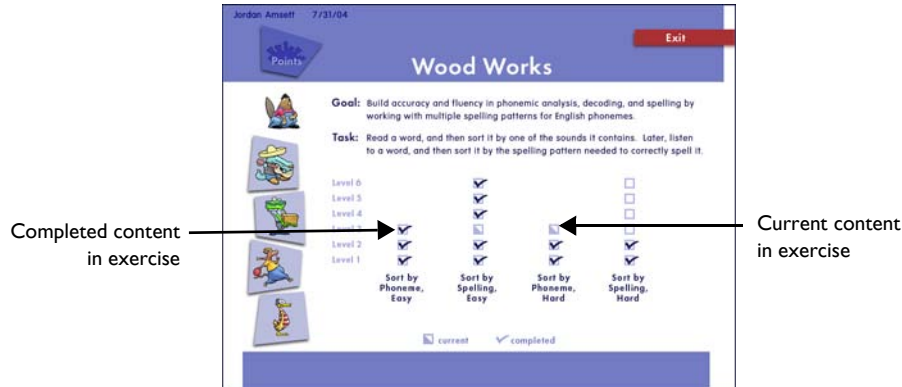 Jordan Amsett 7/31/04
Exit
Points
Wood Works
Goal: Build accuracy and fluency in phonemic analysis, decoding, and spelling by
working with multiple spelling patterns for English phonemes.
Task: Read a word, and then sort it by one of the sounds it contains. Later, listen
to a word, and then sort it by the spelling pattern needed to correctly spell it.
Level 6
Level 5
Level 4
Level 3
Level 2
Level 1
Completed content
in exercise
Current content
in exercise
Sort by
Phoneme,
Easy
Sort by
Spelling,
Easy
Sort by
Phoneme,
Hard
Sort by
Spelling,
Hard
current
completed